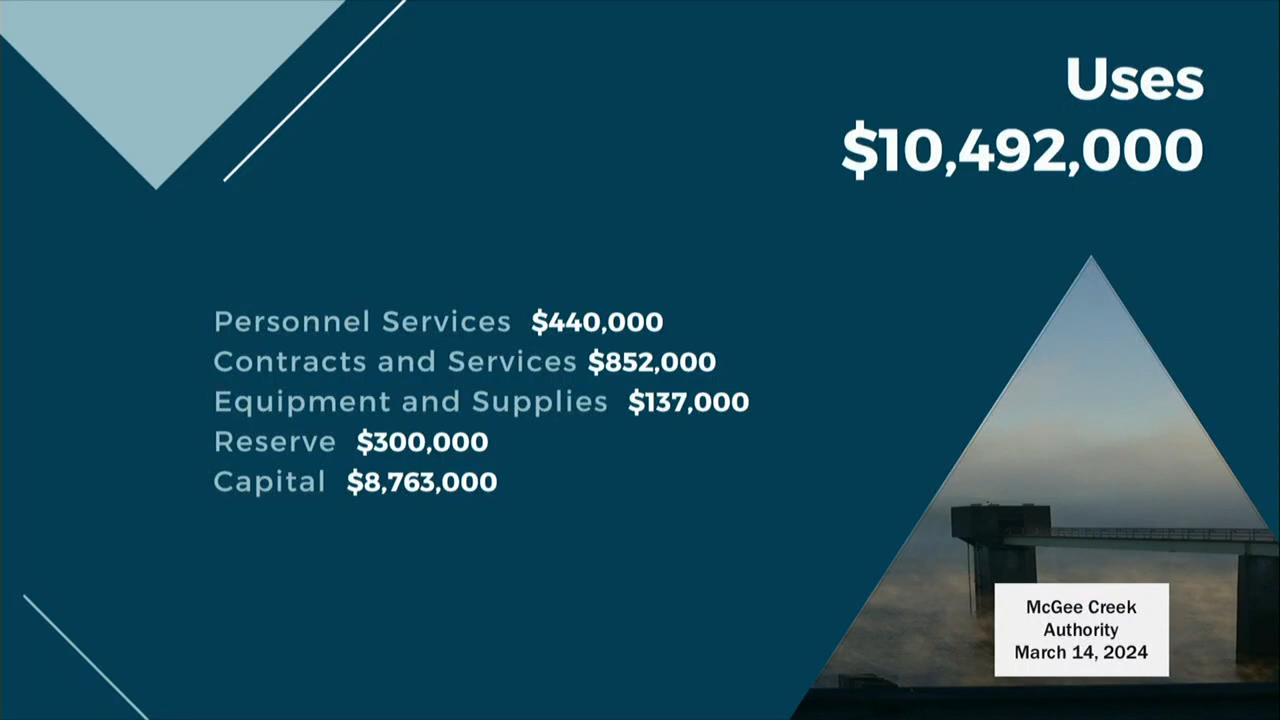 Uses
$10,492,000
Personnel Services $440,000
Contracts and Services $852,000
Equipment and Supplies $137,000
Reserve $300,000
Capital $8,763,000
McGee Creek
Authority
March 14, 2024